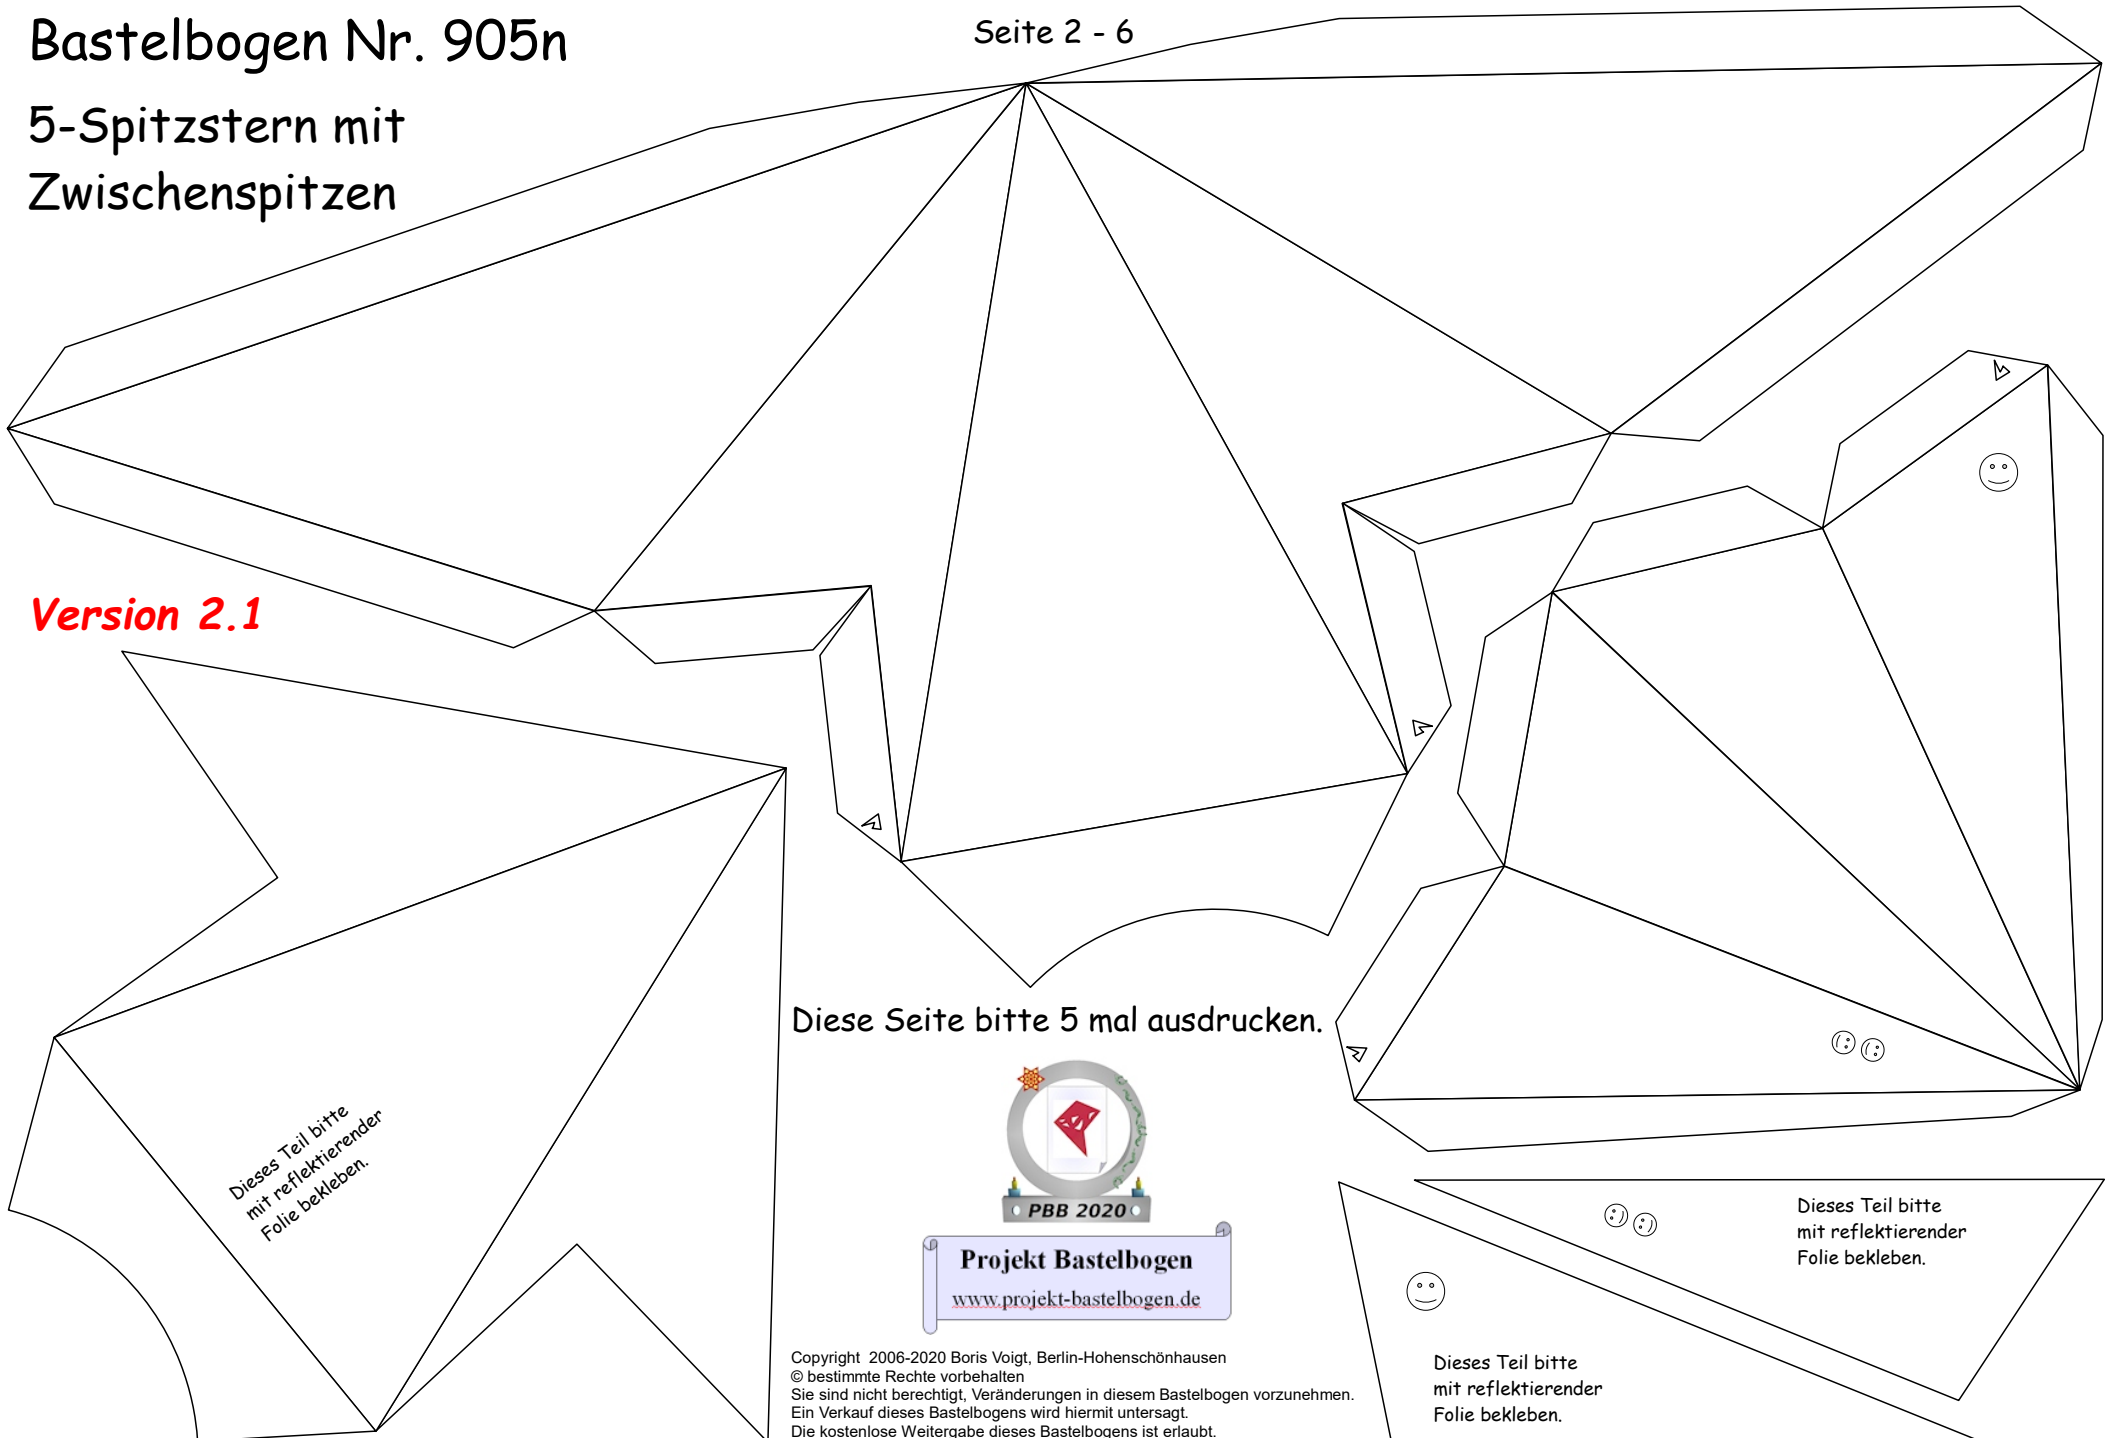 Bastelbogen Nr. 905n
Seite 2 - 6
5-Spitzstern mit
Zwischenspitzen
Version 2.1
Diese Seite bitte 5 mal ausdrucken.
Dieses Teil bitte
mit reflektierender
Folie bekleben.
PBB 2020
Projekt Bastelbogen
www.projekt-bastelbogen.de
Dieses Teil bitte
mit reflektierender
Folie bekleben.
Dieses Teil bitte
mit reflektierender
Folie bekleben.
Copyright 2006-2020 Boris Voigt, Berlin-Hohenschönhausen
© bestimmte Rechte vorbehalten
Sie sind nicht berechtigt, Veränderungen in diesem Bastelbogen vorzunehmen.
Ein Verkauf dieses Bastelbogens wird hiermit untersagt.
Die kostenlose Weitergabe dieses Bastelbogens ist erlaubt.